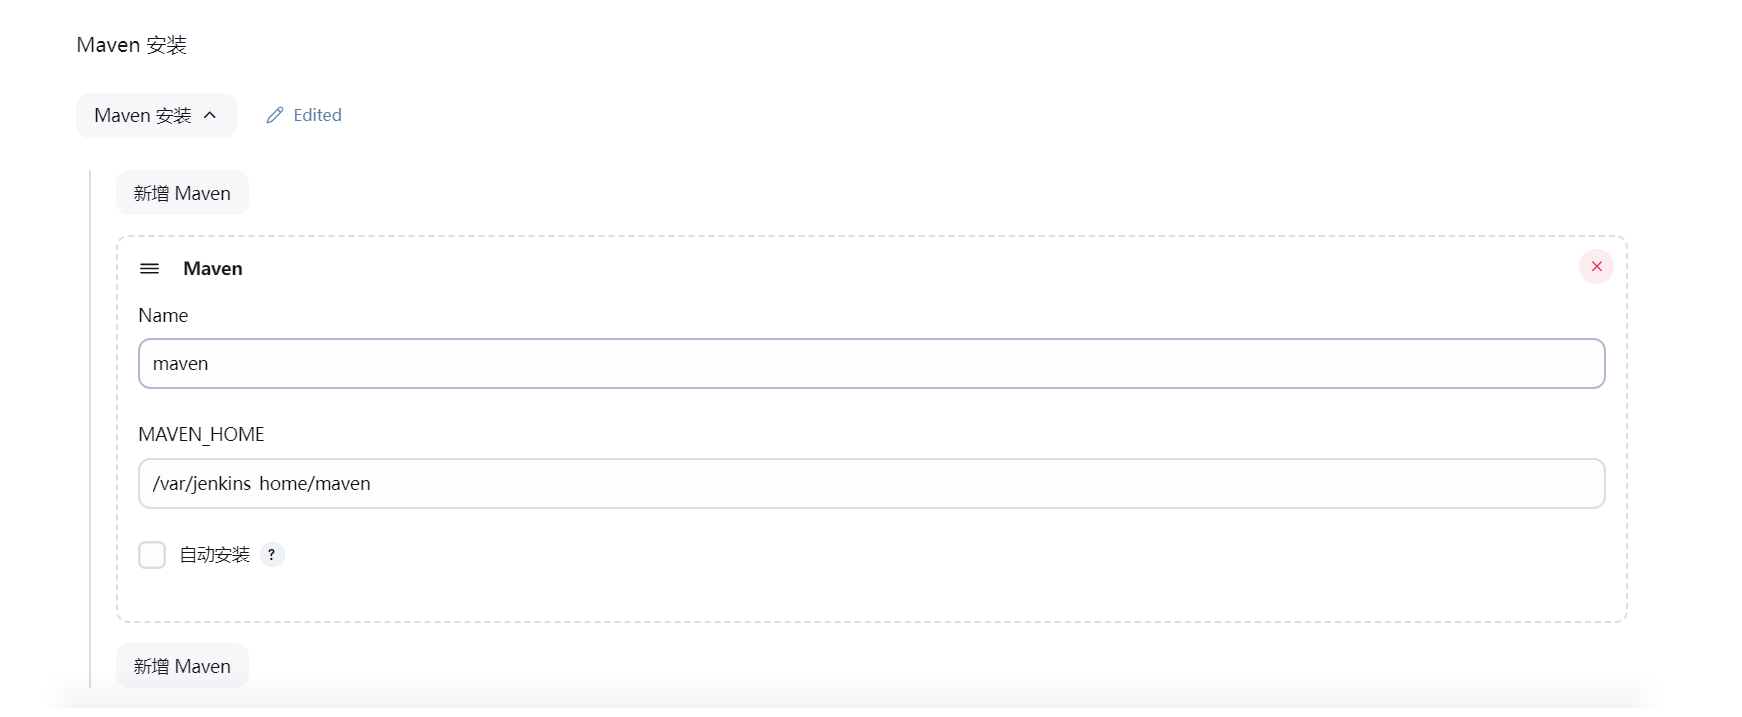 Maven 安装
Maven 安装 Edited
新增 Maven
Maven
Name
maven
MAVEN_HOME
/var/jenkins_home/maven
自动安装 ?
新增 Maven